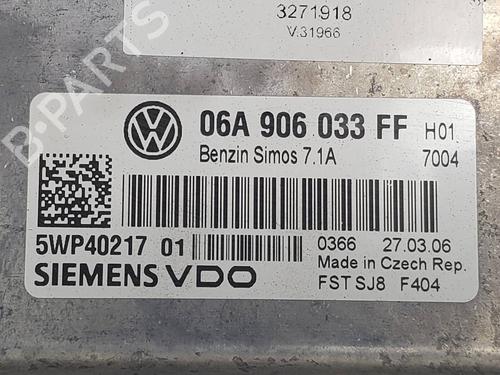 3271918
V.31966
B-PARTS
06A 906 033 FF H01
Benzin Simos 7.1A 7004
5WP40217 01 0366 27.03.06
SIEMENS VDO Made in Czech Rep.
FST SJ8 F404